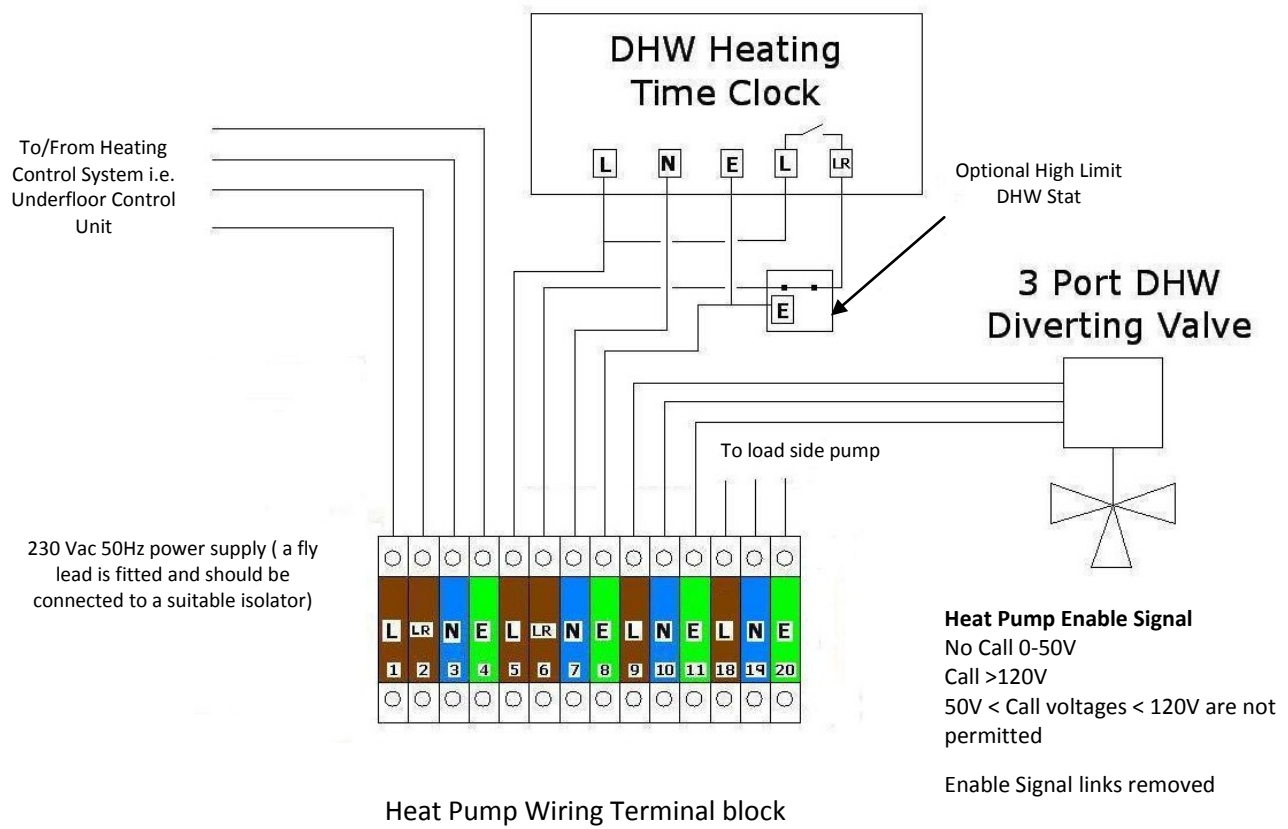 DHW Heating
Time Clock
L N E L LR
To/From Heating
Control System i.e.
Underfloor Control
Unit
Optional High Limit
DHW Stat
E
3 Port DHW
Diverting Valve
To load side pump
230 Vac 50Hz power supply ( a fly
lead is fitted and should be
connected to a suitable isolator)
L LR N E L LR N E L N E L N E
1 2 3 4 5 6 7 8 9 10 11 18 19 20
Heat Pump Enable Signal
No Call 0-50V
Call >120V
50V < Call voltages < 120V are not
permitted
Enable Signal links removed
Heat Pump Wiring Terminal block